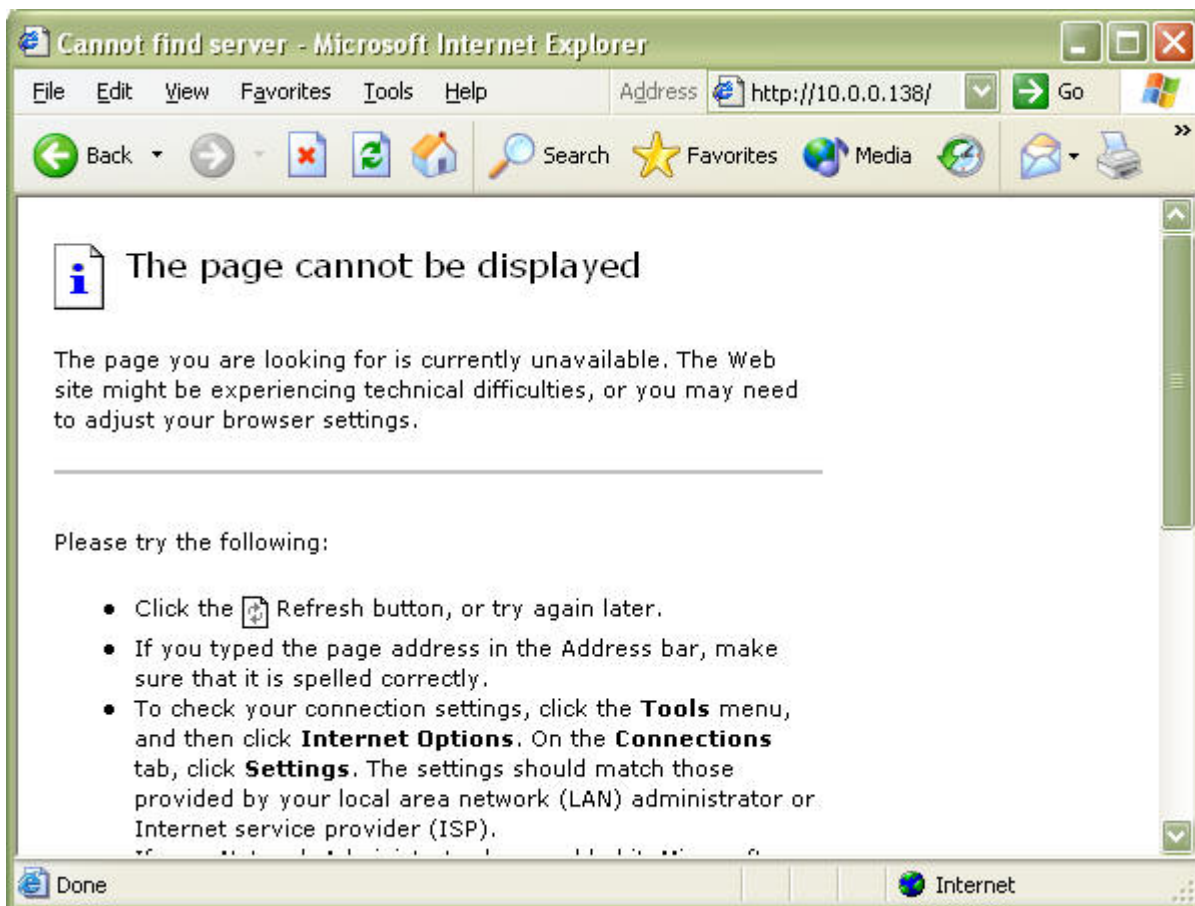 Cannot find server - Microsoft Internet Explorer
File Edit View Favorites Tools Help Address http://10.0.0.138/ Go
Back Search Favorites Media »
The page cannot be displayed
The page you are looking for is currently unavailable. The Web
site might be experiencing technical difficulties, or you may need
to adjust your browser settings.
Please try the following:
• Click the Refresh button, or try again later.
• If you typed the page address in the Address bar, make
sure that it is spelled correctly.
• To check your connection settings, click the Tools menu,
and then click Internet Options. On the Connections
tab, click Settings. The settings should match those
provided by your local area network (LAN) administrator or
Internet service provider (ISP).
Done Internet